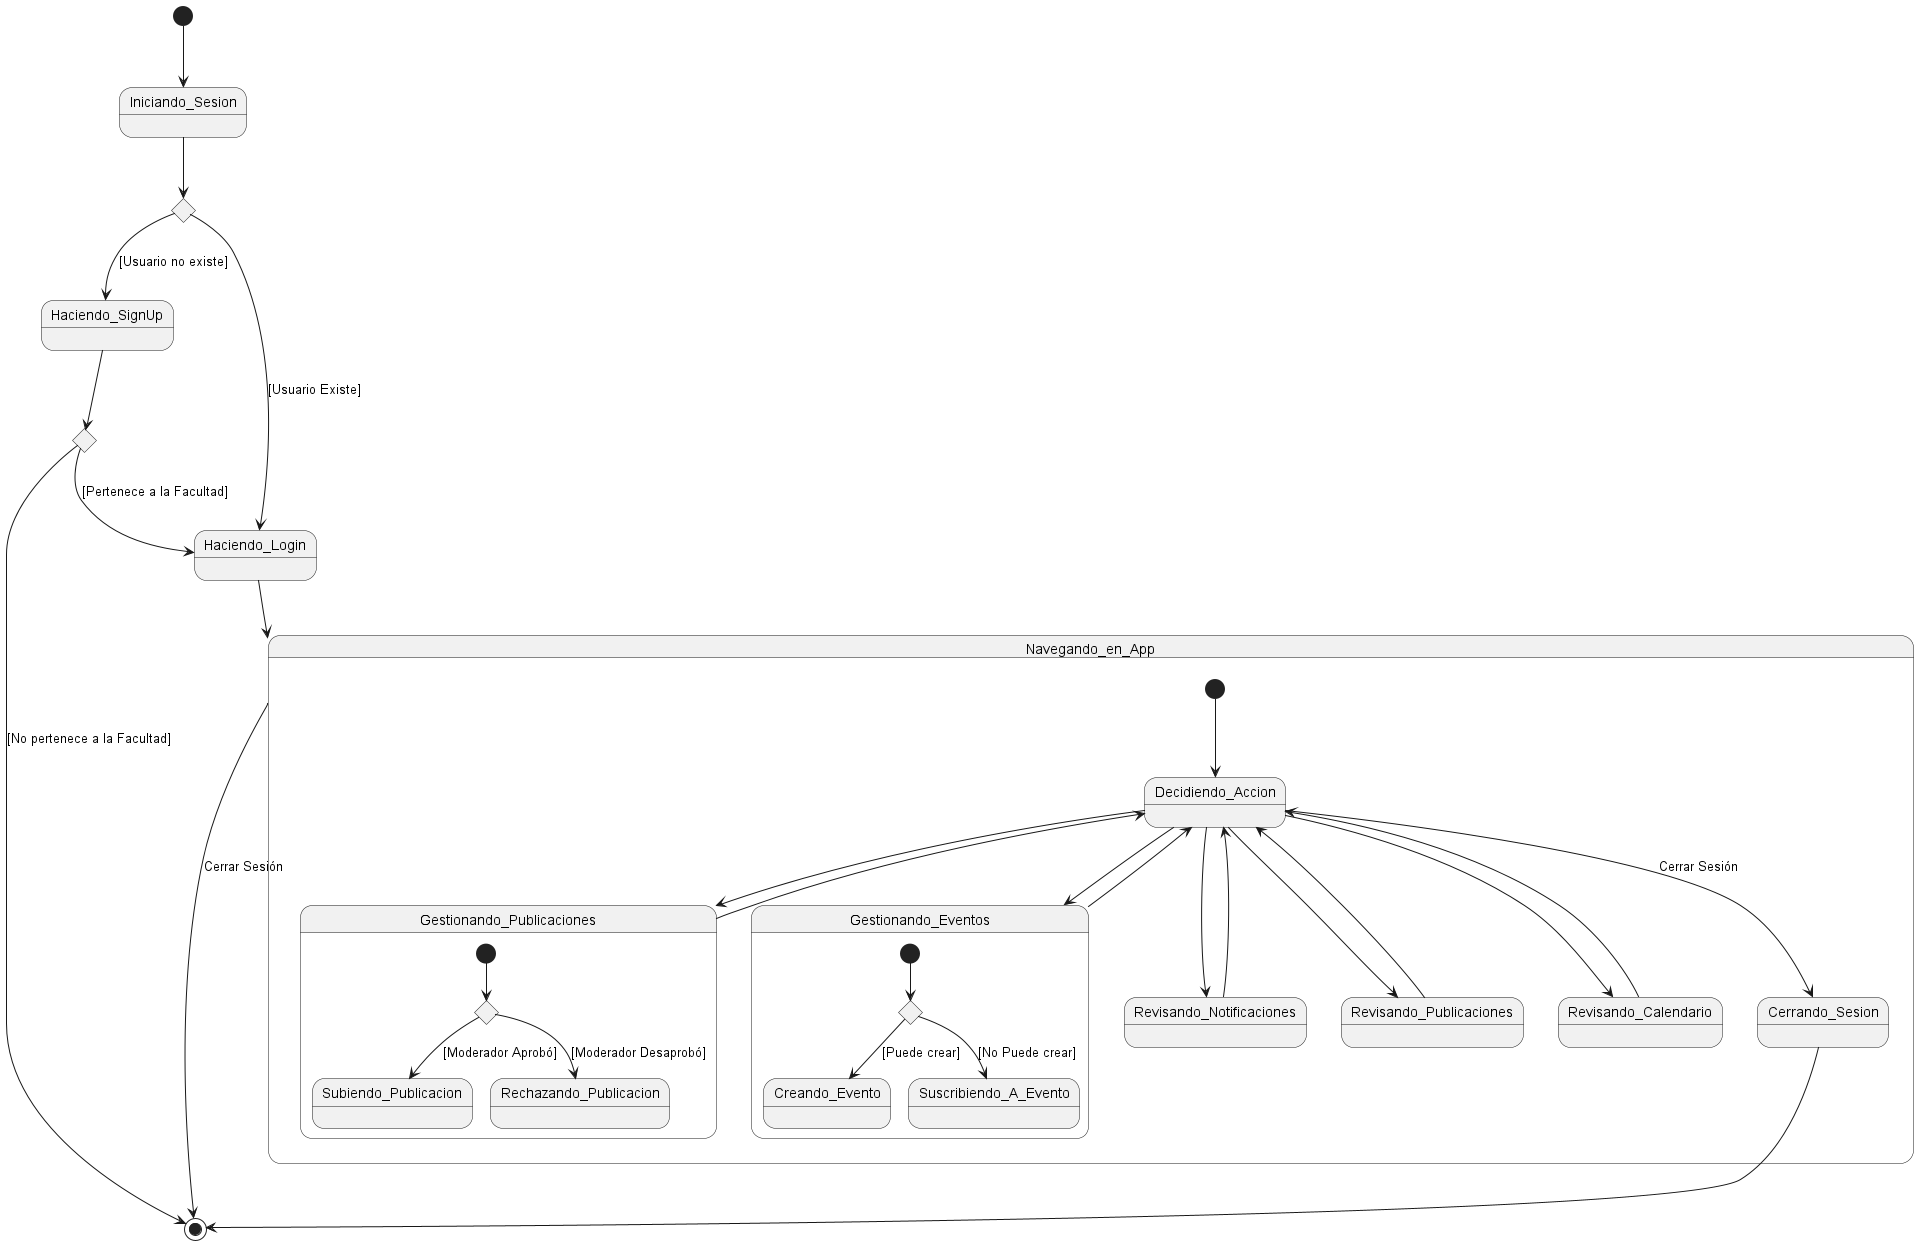 Iniciando_Sesion
[Usuario no existe]
Haciendo_SignUp
[Usuario Existe]
[Pertenece a la Facultad]
Haciendo_Login
Navegando_en_App
[No pertenece a la Facultad]
Decidiendo_Accion
Cerrar Sesión
Cerrar Sesión
Gestionando_Publicaciones
Gestionando_Eventos
Revisando_Notificaciones
Revisando_Publicaciones
Revisando_Calendario
Cerrando_Sesion
[Moderador Aprobó]
[Moderador Desaprobó]
[Puede crear]
[No Puede crear]
Subiendo_Publicacion
Rechazando_Publicacion
Creando_Evento
Suscribiendo_A_Evento